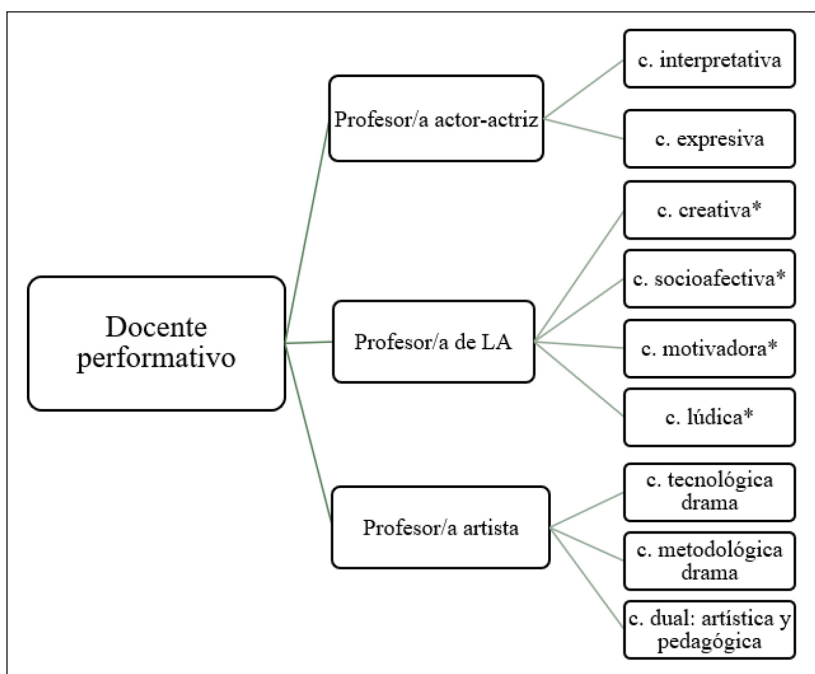 Docente
performativo
Profesor/a actor-actriz
c. interpretativa
c. expresiva
Profesor/a de LA
c. creativa*
c. socioafectiva*
c. motivadora*
c. lúdica*
Profesor/a artista
c. tecnológica
drama
c. metodológica
drama
c. dual: artística y
pedagógica